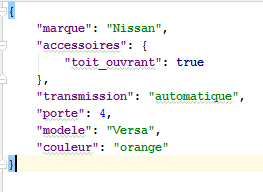 {
"marque": "Nissan",
"accessoires": {
"toit_ouvrant": true
},
"transmission": "automatique",
"porte": 4,
"modele": "Versa",
"couleur": "orange"
}